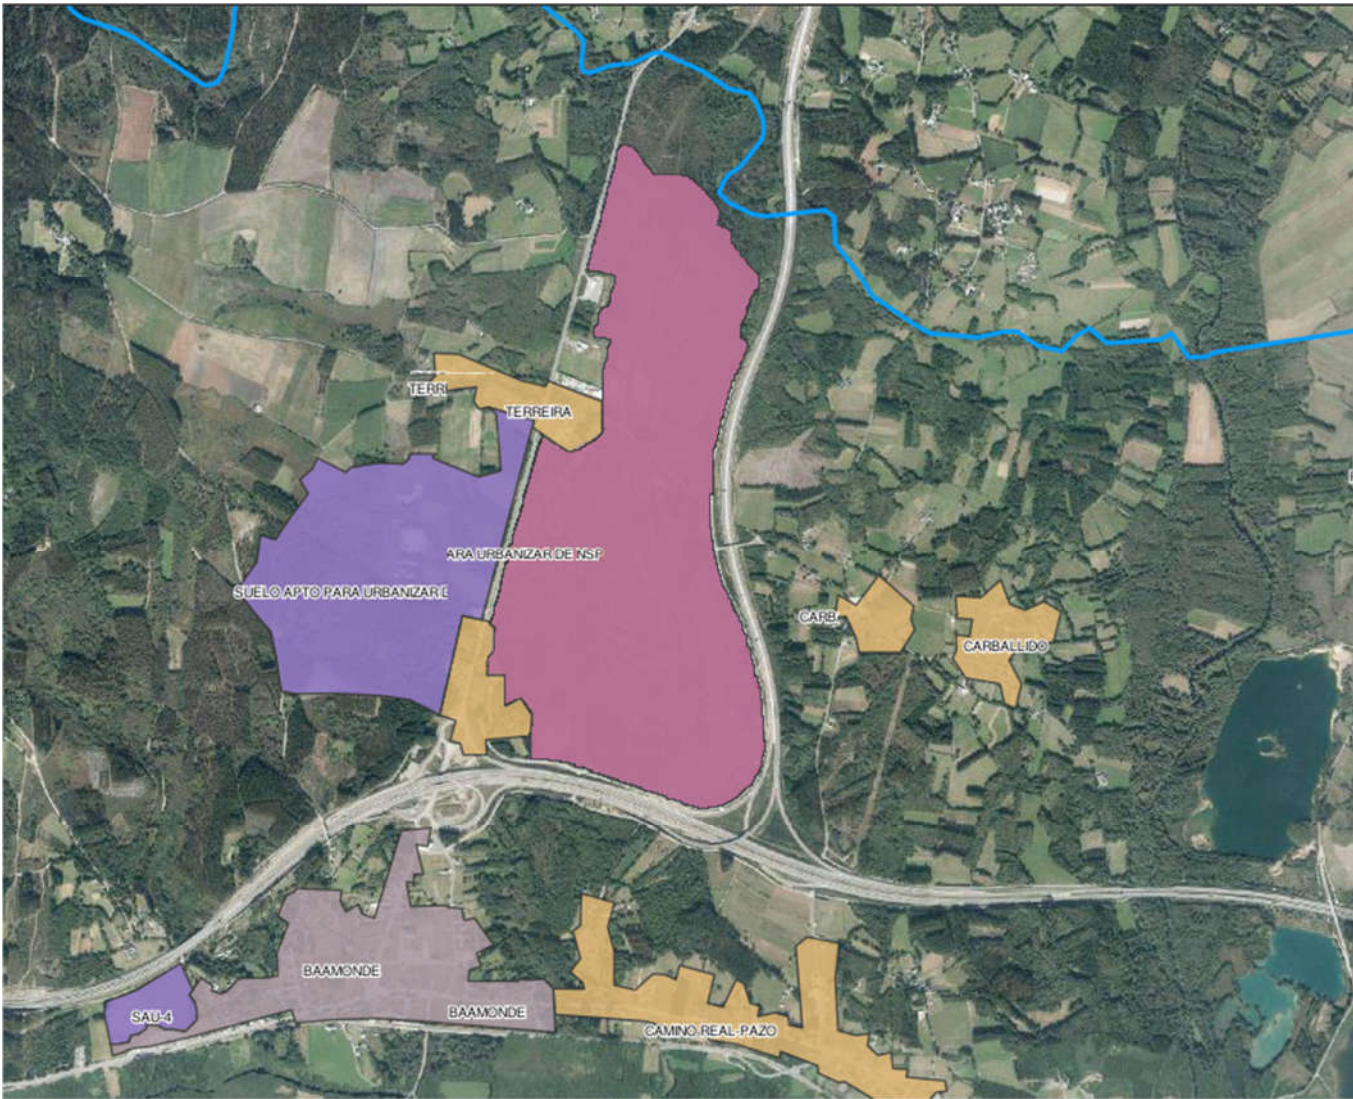 TERRI
TERREIRA
ARA URBANIZAR DE NSP
SUELO APTO PARA URBANIZAR D
CARB.
CARBALLIDO
BAAMONDE
BAAMONDE
SAU-4
CAMINO REAL-PAZO